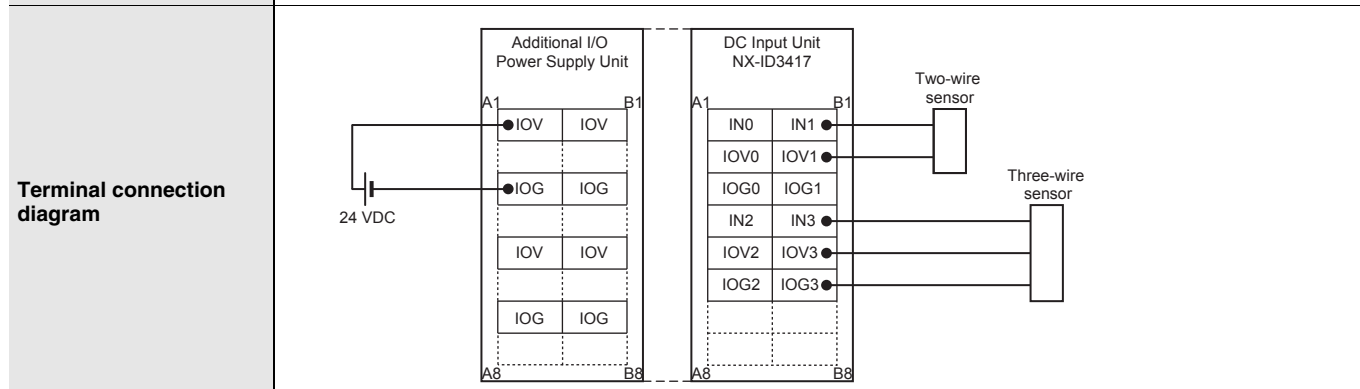 Terminal connection
diagram
Additional I/O
Power Supply Unit
A1 B1
IOV IOV
IOG IOG
IOV IOV
IOG IOG
A8 B8
24 VDC
DC Input Unit
NX-ID3417
A1 B1
IN0 IN1
IOV0 IOV1
IOG0 IOG1
IN2 IN3
IOV2 IOV3
IOG2 IOG3
A8 B8
Two-wire
sensor
Three-wire
sensor